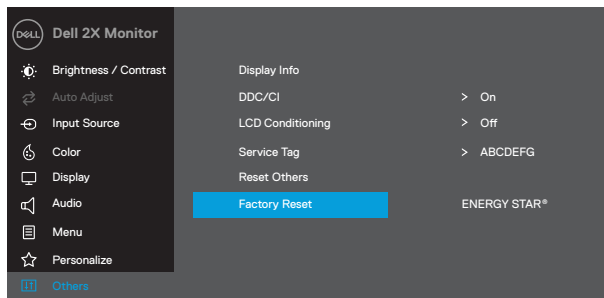 DELL Dell 2X Monitor
Brightness / Contrast Display Info
Auto Adjust DDC/CI > On
Input Source LCD Conditioning > Off
Color Service Tag > ABCDEFG
Display Reset Others
Audio Factory Reset ENERGY STAR®
Menu
Personalize
Others